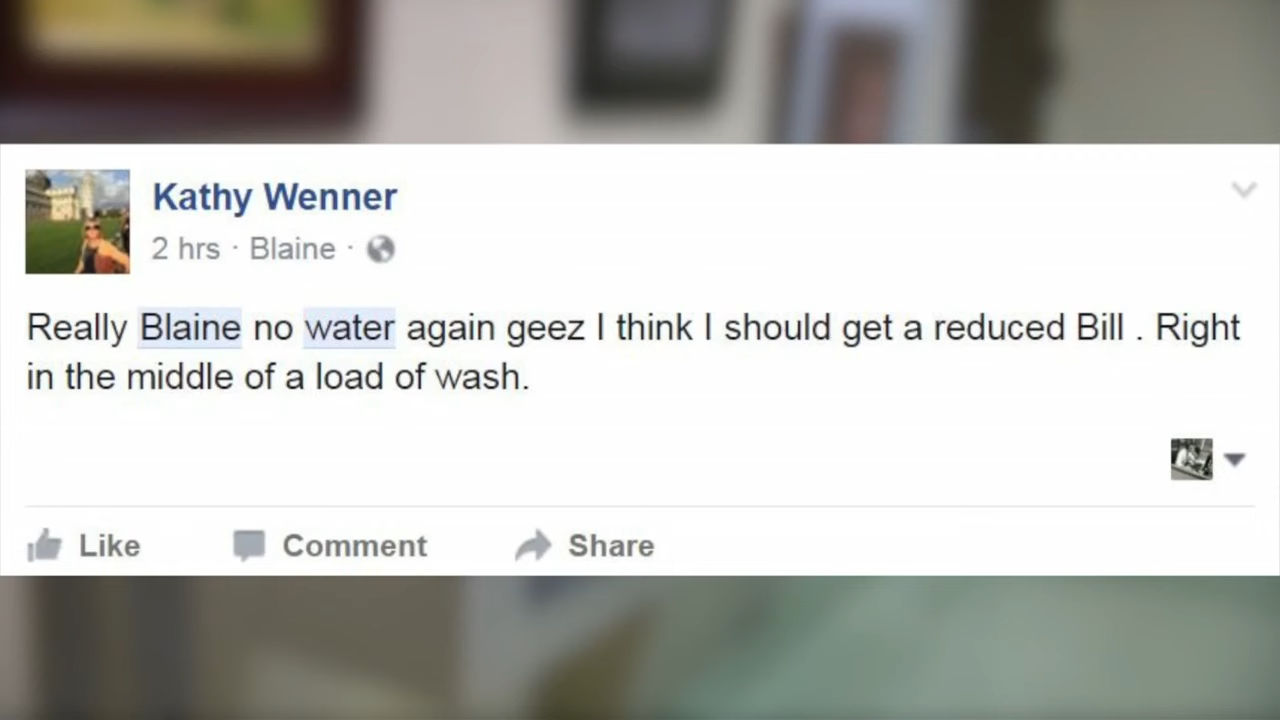 Kathy Wenner
2 hrs · Blaine ·
Really Blaine no water again geez I think I should get a reduced Bill . Right
in the middle of a load of wash.
Like Comment Share